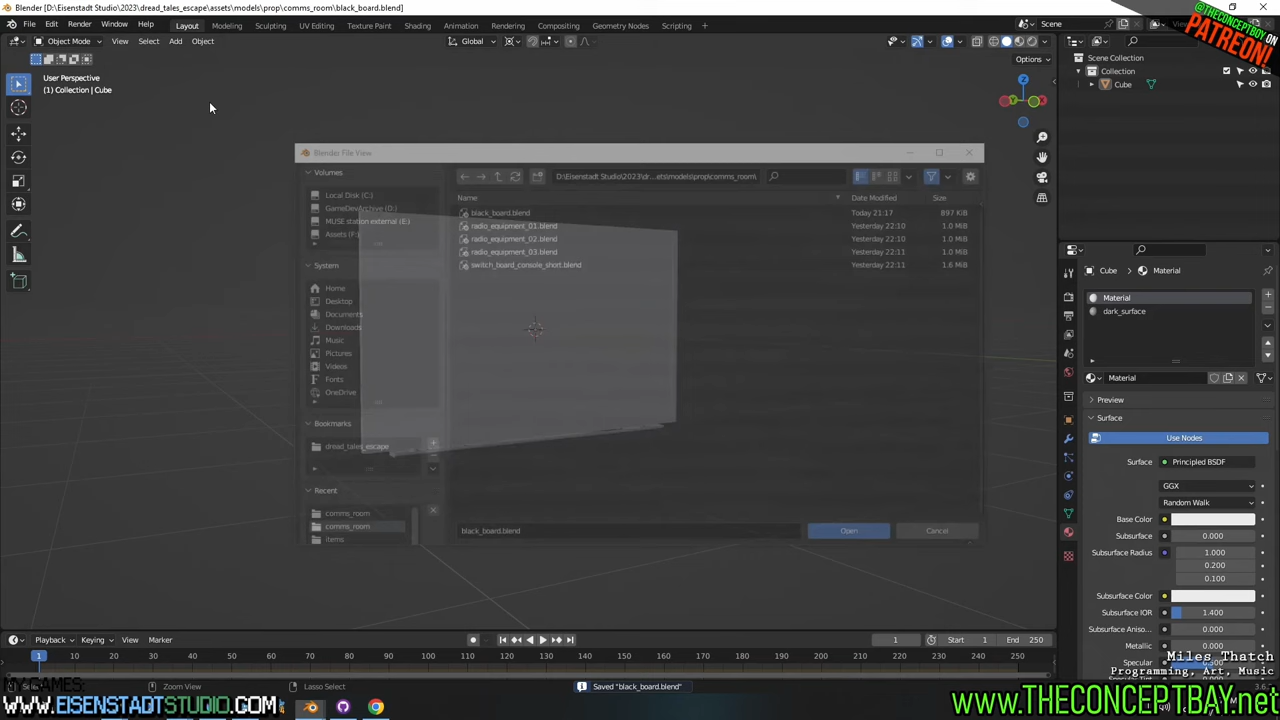 Blender [D:\Eisenstadt Studio\2023\dread_tales_escape\assets\models\prop\comms_room\black_board.blend]
File Edit Render Window Help Layout Modeling Sculpting UV Editing Texture Paint Shading Animation Rendering Compositing Geometry Nodes Scripting Scene
@THECONCEPTBOY ON
PATREON!
Object Mode View Select Add Object Global
Options
User Perspective
(1) Collection | Cube
Scene Collection
Collection
Cube
Z
Y
X
Blender File View
Volumes
Local Disk (C:)
GameDevArchive (O:)
MUSE station external (E:)
Assets (F:)
System
Home
Desktop
Documents
Downloads
Music
Pictures
Videos
Fonts
OneDrive
Bookmarks
dread_tales_escape
Recent
comms_room
comms_room
items
D:\Eisenstadt Studio\2023\dr...ets\models\prop\comms_room\
Name Date Modified Size
black_board.blend Today 21:17 897 KiB
radio_equipment_01.blend Yesterday 22:10 1.0 MiB
radio_equipment_02.blend Yesterday 22:10 1.0 MiB
radio_equipment_03.blend Yesterday 22:11 1.0 MiB
switch_board_console_short.blend Yesterday 22:11 1.6 MiB
black_board.blend Open Cancel
Cube Material
Material
dark_surface
Material
Preview
Surface
Use Nodes
Surface Principled BSDF
GGX
Random Walk
Base Color
Subsurface 0.000
Subsurface Radius 1.000
0.200
0.100
Subsurface Color
Subsurface IOR 1.400
Subsurface Aniso... 0.000
Metallic 0.000
Specular
Miles Thatch
Programming, Art, Music
Playback Keying View Marker 1 Start 1 End 250
1 10 20 30 40 50 60 70 80 90 100 110 120 130 140 150 160 170 180 190 200 210 220 230 240 250
Zoom View Lasso Select Saved "black_board.blend"
GAMES:
www.EISENSTADTSTUDIO.COM
www.THECONCEPTBAY.net